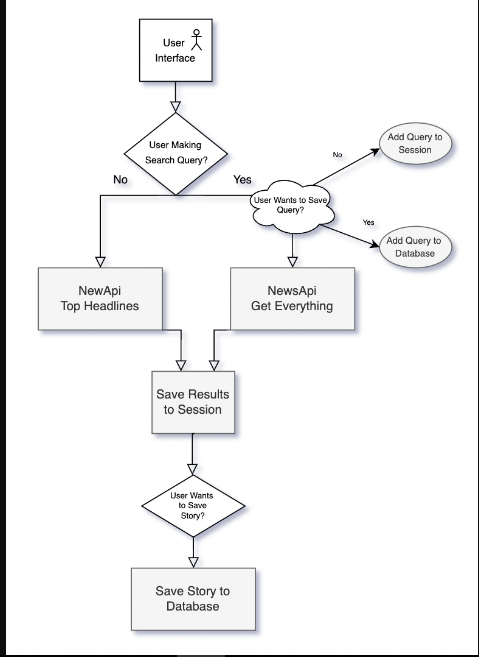 User
Interface
User Making
Search Query?
No
Yes
User Wants to Save
Query?
No
Add Query to
Session
Yes
Add Query to
Database
NewApi
Top Headlines
NewsApi
Get Everything
Save Results
to Session
User Wants
to Save
Story?
Save Story to
Database